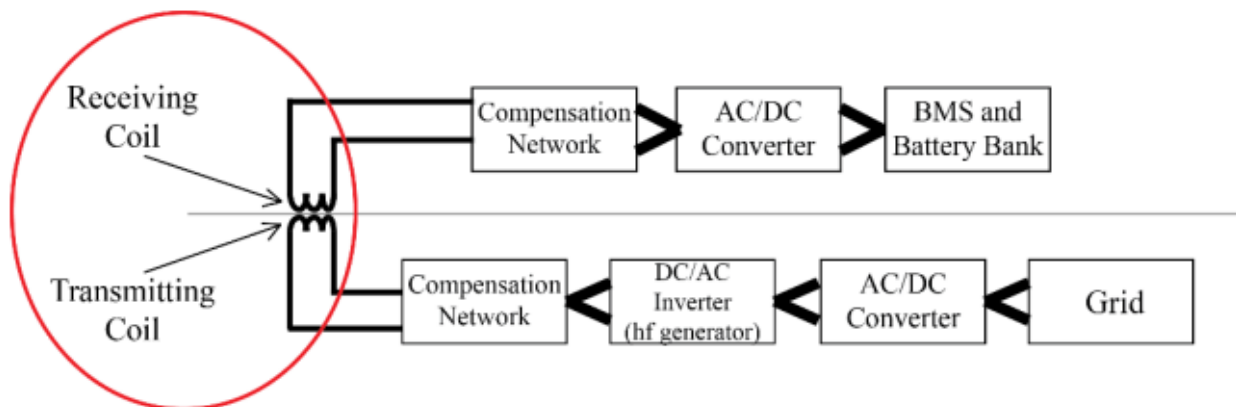 Receiving
Coil
Compensation
Network
AC/DC
Converter
BMS and
Battery Bank
Transmitting
Coil
Compensation
Network
DC/AC
Inverter
(hf generator)
AC/DC
Converter
Grid